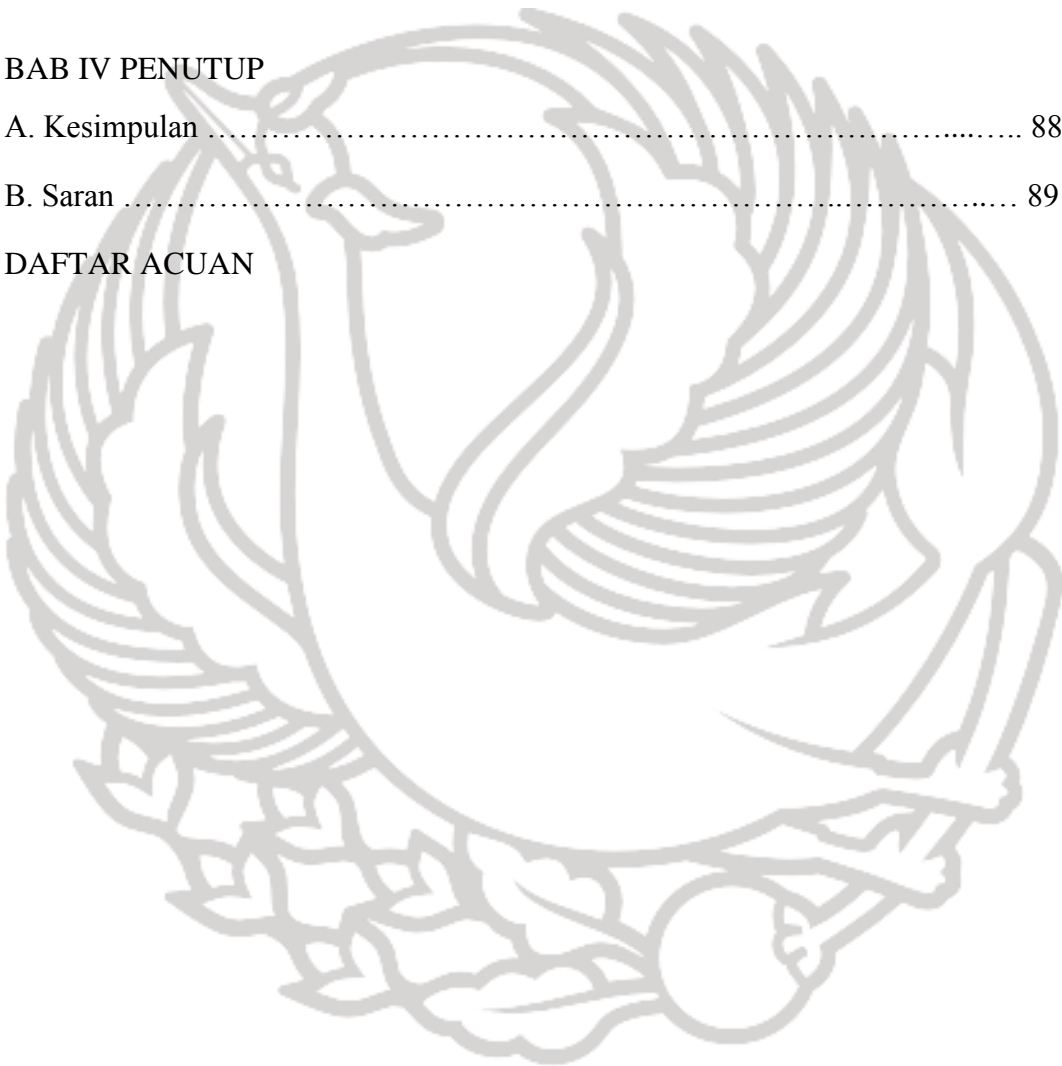 BAB IV PENUTUP
A. Kesimpulan ……………………………………………………………....….. 88
B. Saran …………………………………………………………….…………..… 89
DAFTAR ACUAN